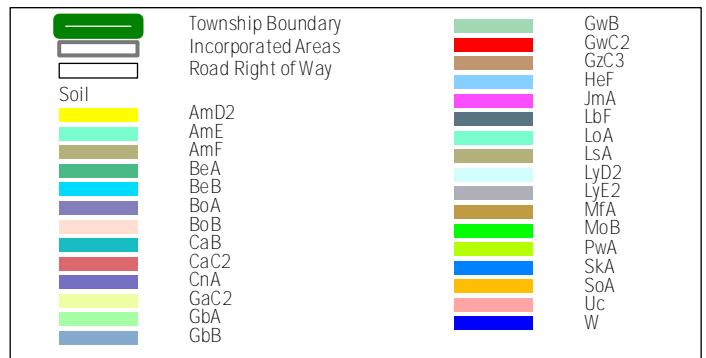 Township Boundary
Incorporated Areas
Road Right of Way
Soil
AmD2
AmE
AmF
BeA
BeB
BoA
BoB
CaB
CaC2
CnA
GaC2
GbA
GbB
GwB
GwC2
GzC3
HeF
JmA
LbF
LoA
LsA
LyD2
LyE2
MfA
MoB
PwA
SkA
SoA
Uc
W